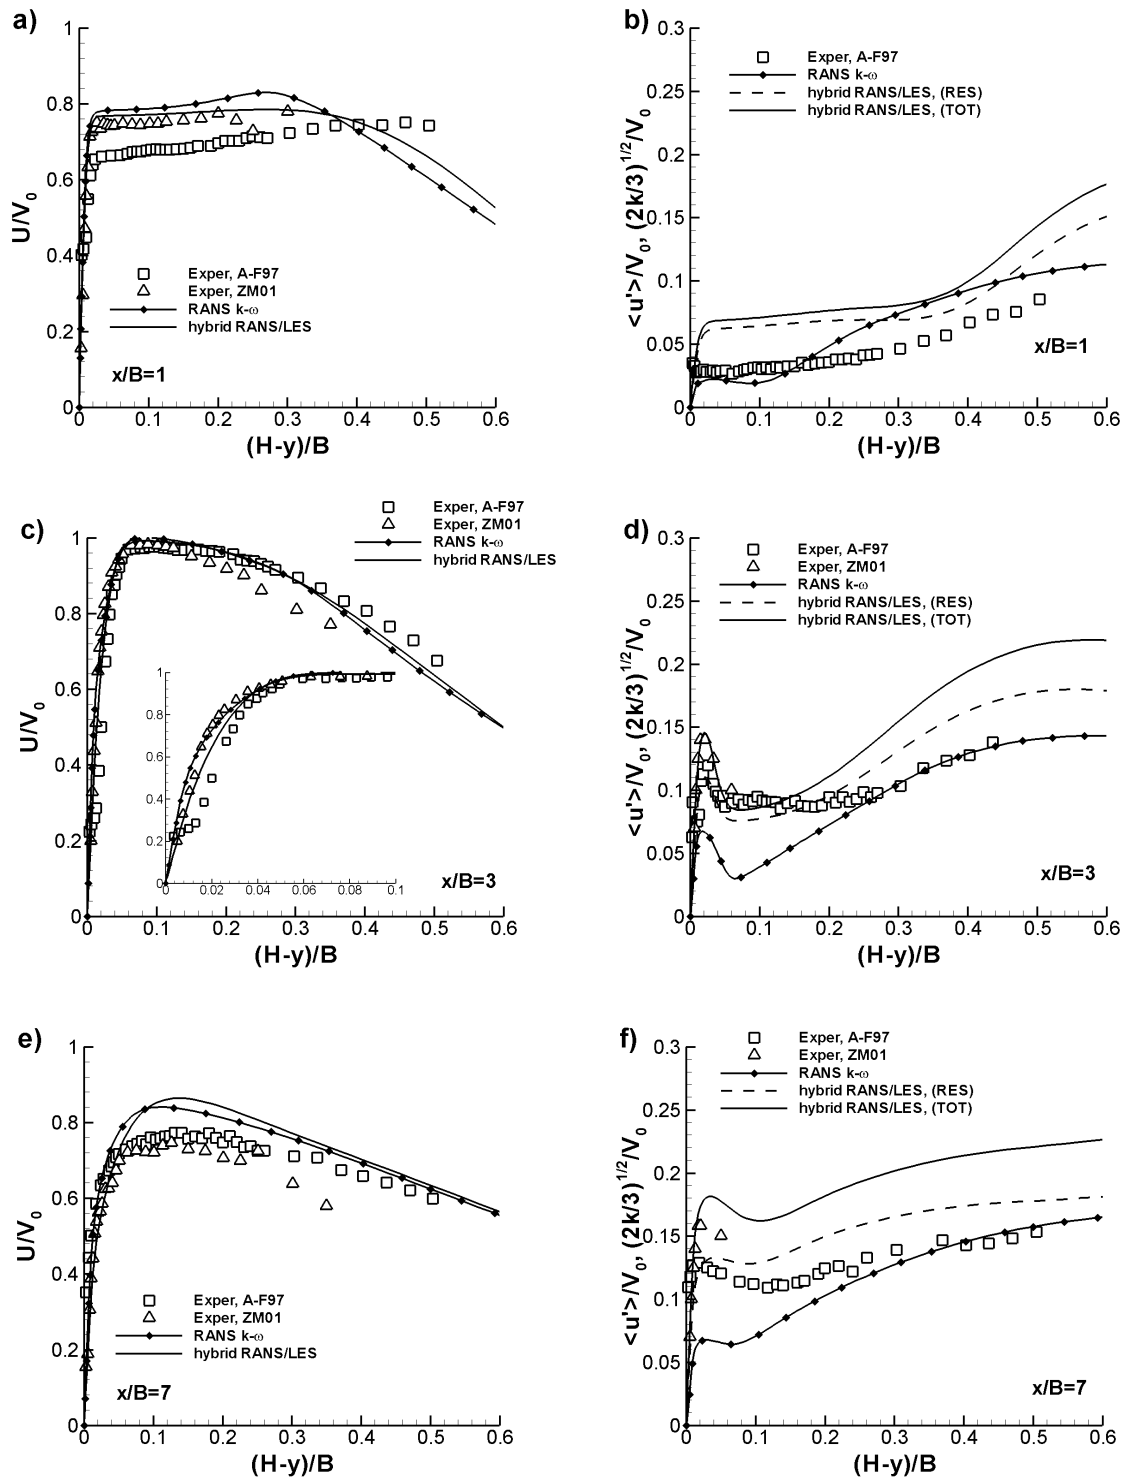 a)
1
0.8
0.6
0.4
0.2
0
U/V0
Exper, A-F97
Exper, ZM01
RANS k-ω
hybrid RANS/LES
x/B=1
0 0.1 0.2 0.3 0.4 0.5 0.6
(H-y)/B
b)
0.3
0.25
0.2
0.15
0.1
0.05
0
<u'>/V0, (2k/3)^1/2/V0
Exper, A-F97
RANS k-ω
hybrid RANS/LES, (RES)
hybrid RANS/LES, (TOT)
x/B=1
0 0.1 0.2 0.3 0.4 0.5 0.6
(H-y)/B
c)
Exper, A-F97
Exper, ZM01
RANS k-ω
hybrid RANS/LES
1
0.8
0.6
0.4
0.2
0
U/V0
1
0.8
0.6
0.4
0.2
0
0 0.02 0.04 0.06 0.08 0.1
x/B=3
0 0.1 0.2 0.3 0.4 0.5 0.6
(H-y)/B
d)
0.3
0.25
0.2
0.15
0.1
0.05
0
<u'>/V0, (2k/3)^1/2/V0
Exper, A-F97
Exper, ZM01
RANS k-ω
hybrid RANS/LES, (RES)
hybrid RANS/LES, (TOT)
x/B=3
0 0.1 0.2 0.3 0.4 0.5 0.6
(H-y)/B
e)
1
0.8
0.6
0.4
0.2
0
U/V0
Exper, A-F97
Exper, ZM01
RANS k-ω
hybrid RANS/LES
x/B=7
0 0.1 0.2 0.3 0.4 0.5 0.6
(H-y)/B
f)
0.3
0.25
0.2
0.15
0.1
0.05
0
<u'>/V0, (2k/3)^1/2/V0
Exper, A-F97
Exper, ZM01
RANS k-ω
hybrid RANS/LES, (RES)
hybrid RANS/LES, (TOT)
x/B=7
0 0.1 0.2 0.3 0.4 0.5 0.6
(H-y)/B